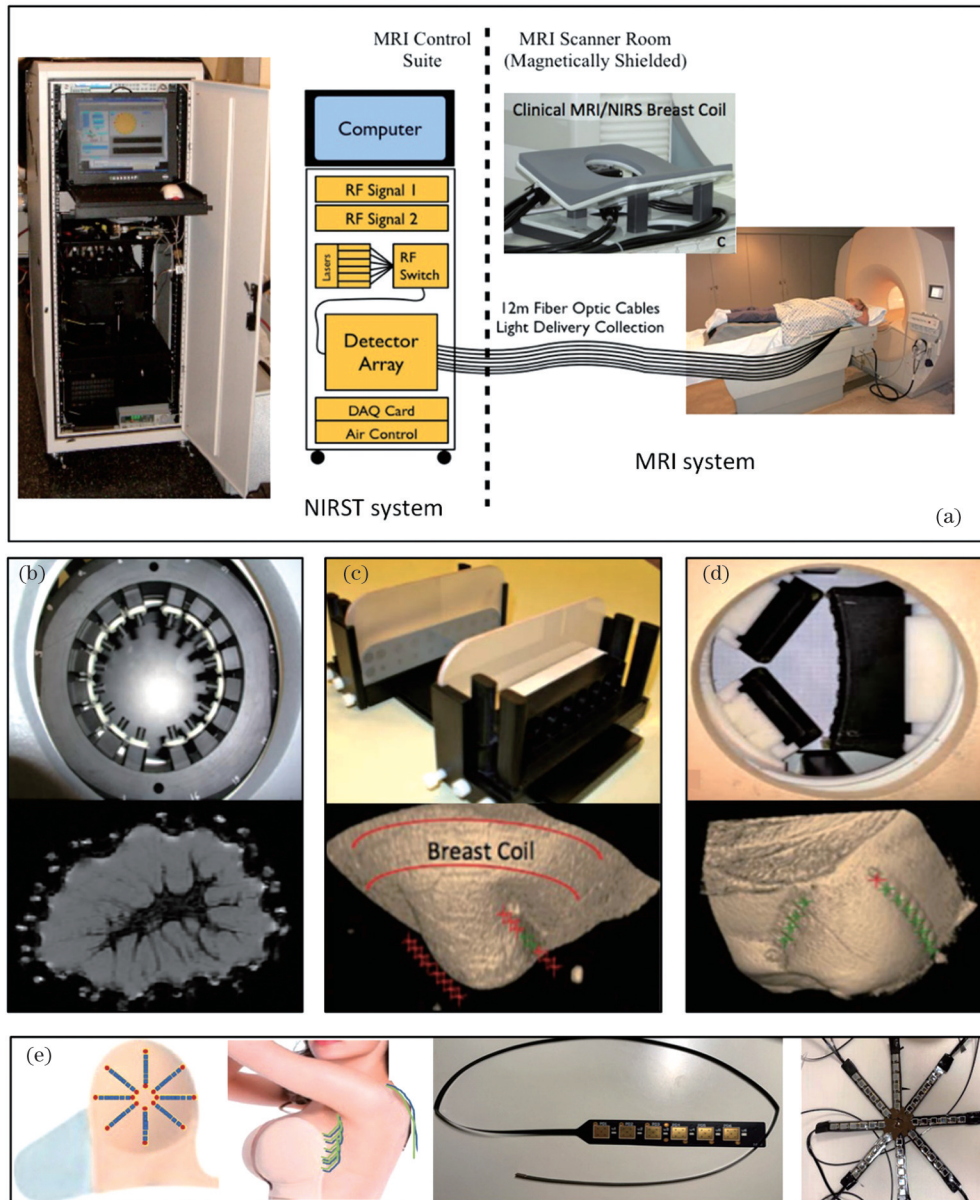 MRI Control
Suite
MRI Scanner Room
(Magnetically Shielded)
Computer
Clinical MRI/NIRS Breast Coil
RF Signal 1
RF Signal 2
Lasers
RF
Switch
C
12m Fiber Optic Cables
Light Delivery Collection
Detector
Array
DAQ Card
Air Control
NIRST system
MRI system
(a)
(b)
(c)
(d)
Breast Coil
(e)